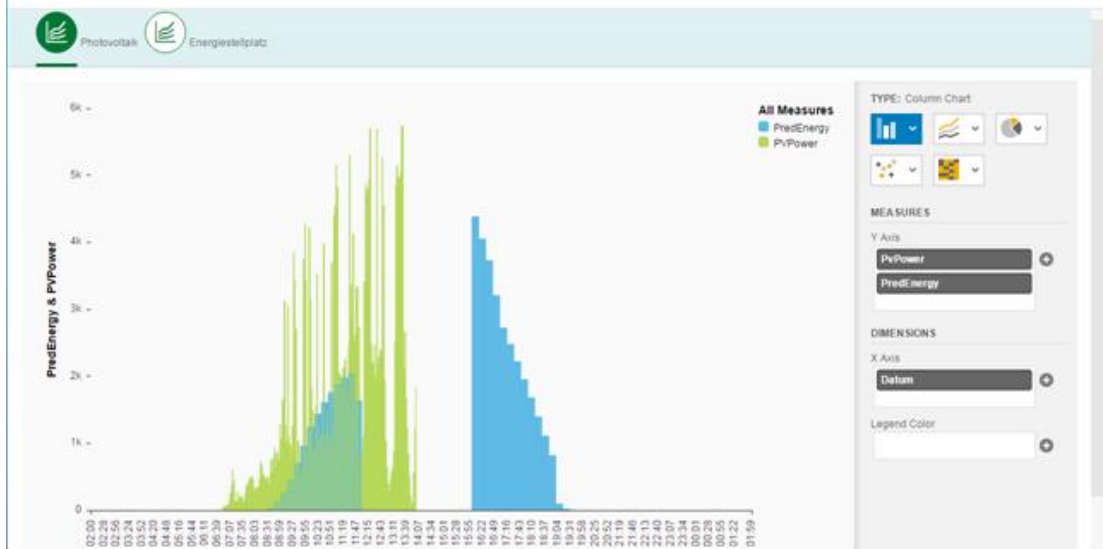 Photovoltaik
Energiestellplatz
6k
5k
4k
3k
2k
1k
0
PredEnergy & PVPower
All Measures
PredEnergy
PVPower
02:00
02:28
02:56
03:24
03:52
04:20
04:48
05:16
05:44
06:11
06:39
07:07
07:35
08:03
08:31
08:59
09:27
09:55
10:23
10:51
11:19
11:47
12:15
12:43
13:11
13:39
14:07
14:34
15:01
15:28
15:55
16:22
16:49
17:16
17:43
18:10
18:37
19:04
19:31
19:58
20:25
20:52
21:19
21:46
22:13
22:40
23:07
23:34
00:01
00:28
00:55
01:22
01:59
TYPE: Column Chart
MEASURES
Y Axis
PvPower
PredEnergy
DIMENSIONS
X Axis
Datum
Legend Color